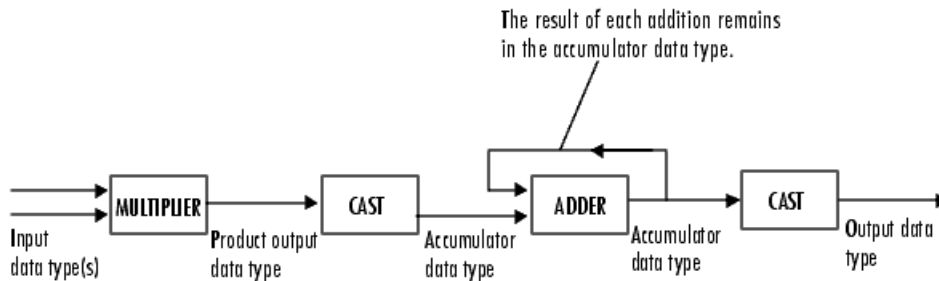 The result of each addition remains
in the accumulator data type.
MULTIPLIER
CAST
ADDER
CAST
Input
data type(s)
Product output
data type
Accumulator
data type
Accumulator
data type
Output data
type